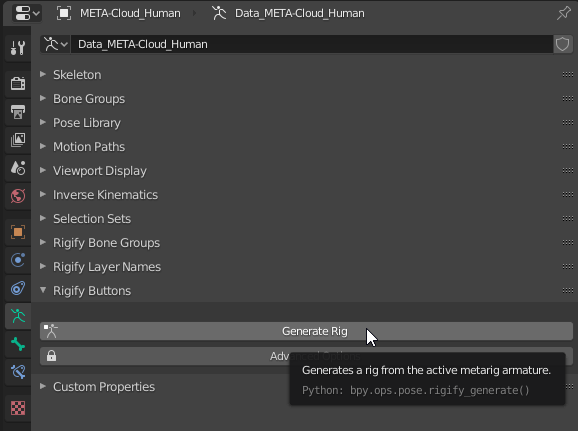 META-Cloud_Human Data_META-Cloud_Human
Data_META-Cloud_Human
Skeleton
Bone Groups
Pose Library
Motion Paths
Viewport Display
Inverse Kinematics
Selection Sets
Rigify Bone Groups
Rigify Layer Names
Rigify Buttons
Generate Rig
Generates a rig from the active metarig armature.
Python: bpy.ops.pose.rigify_generate()
Custom Properties